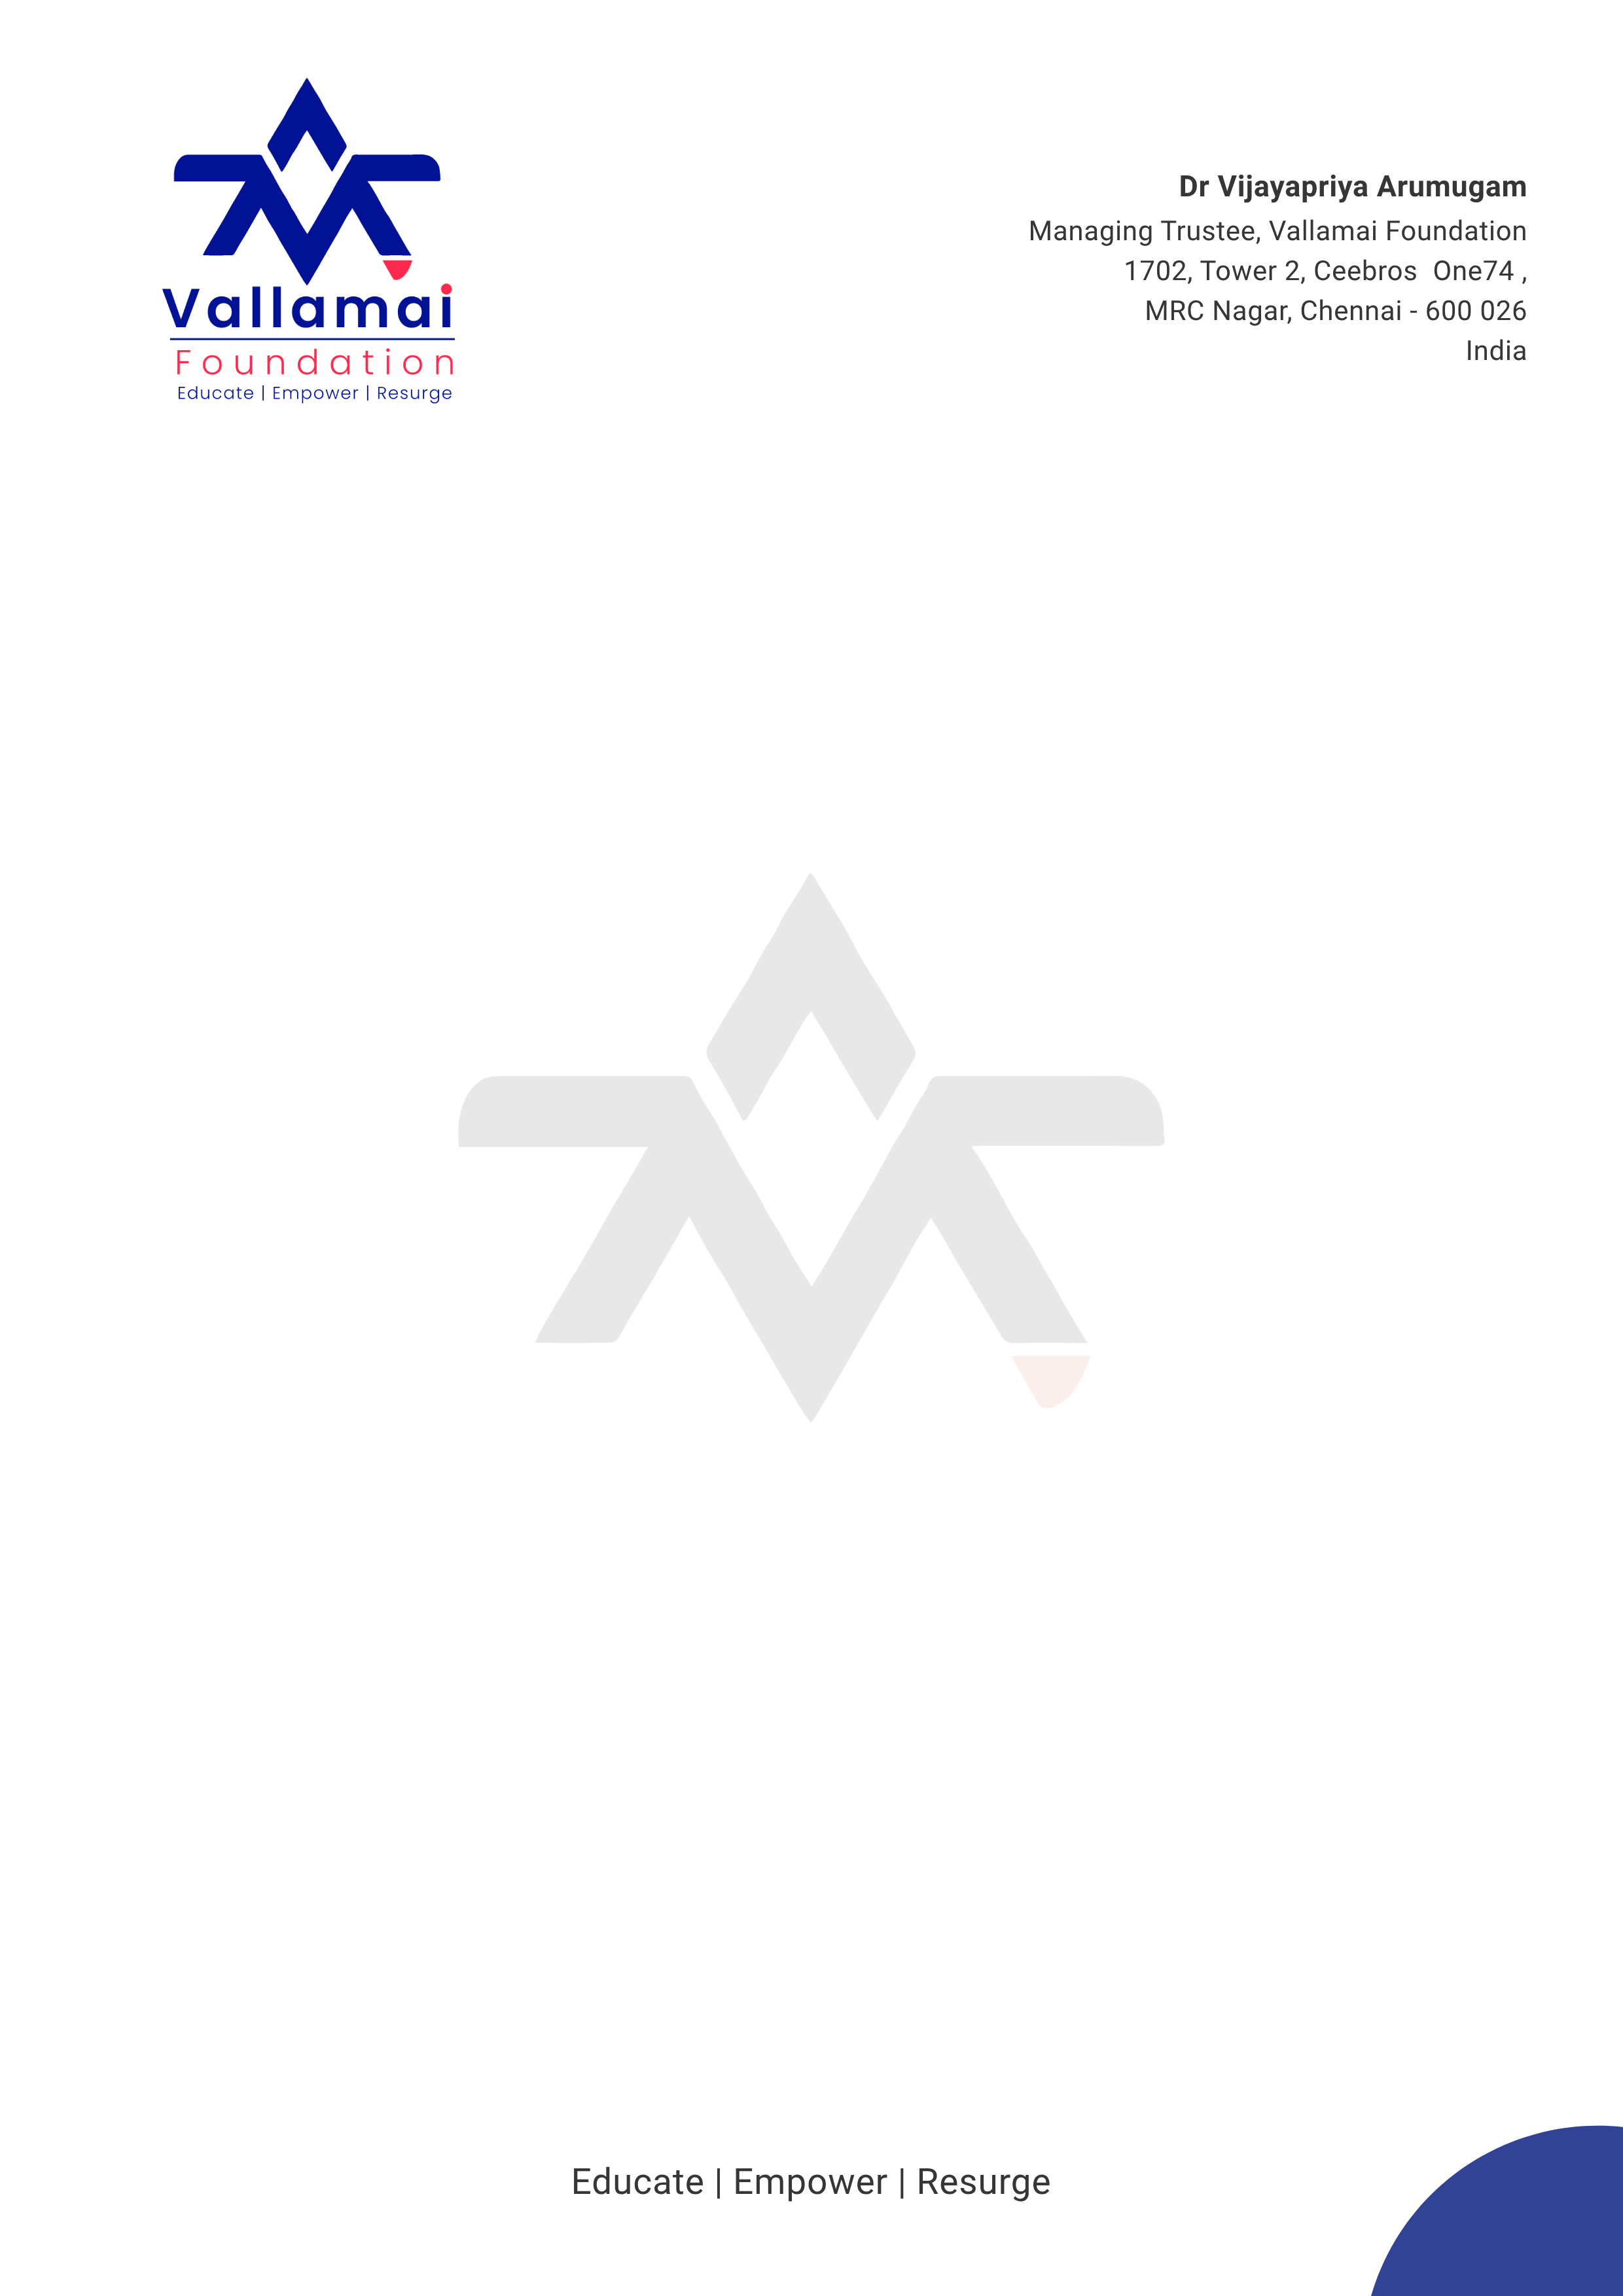 Vallamai
Foundation
Educate | Empower | Resurge
Dr Vijayapriya Arumugam
Managing Trustee, Vallamai Foundation
1702, Tower 2, Ceebros  One74 ,
MRC Nagar, Chennai - 600 026
India
Educate | Empower | Resurge